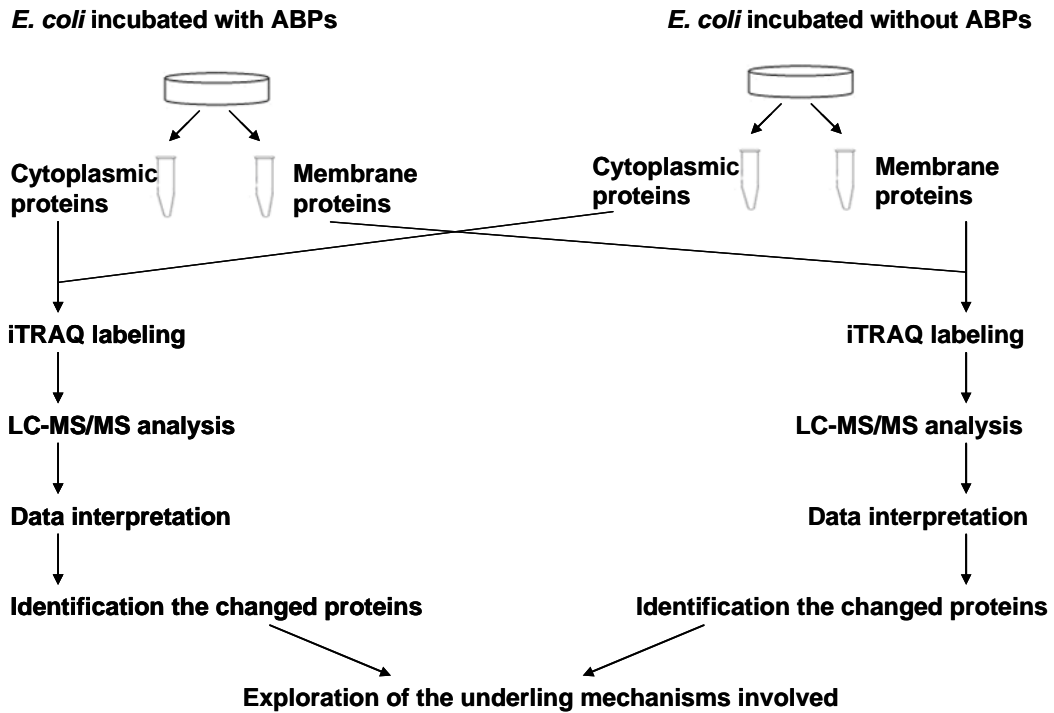 E. coli incubated with ABPs
E. coli incubated without ABPs
Cytoplasmic
proteins
Membrane
proteins
Cytoplasmic
proteins
Membrane
proteins
iTRAQ labeling
iTRAQ labeling
LC-MS/MS analysis
LC-MS/MS analysis
Data interpretation
Data interpretation
Identification the changed proteins
Identification the changed proteins
Exploration of the underling mechanisms involved